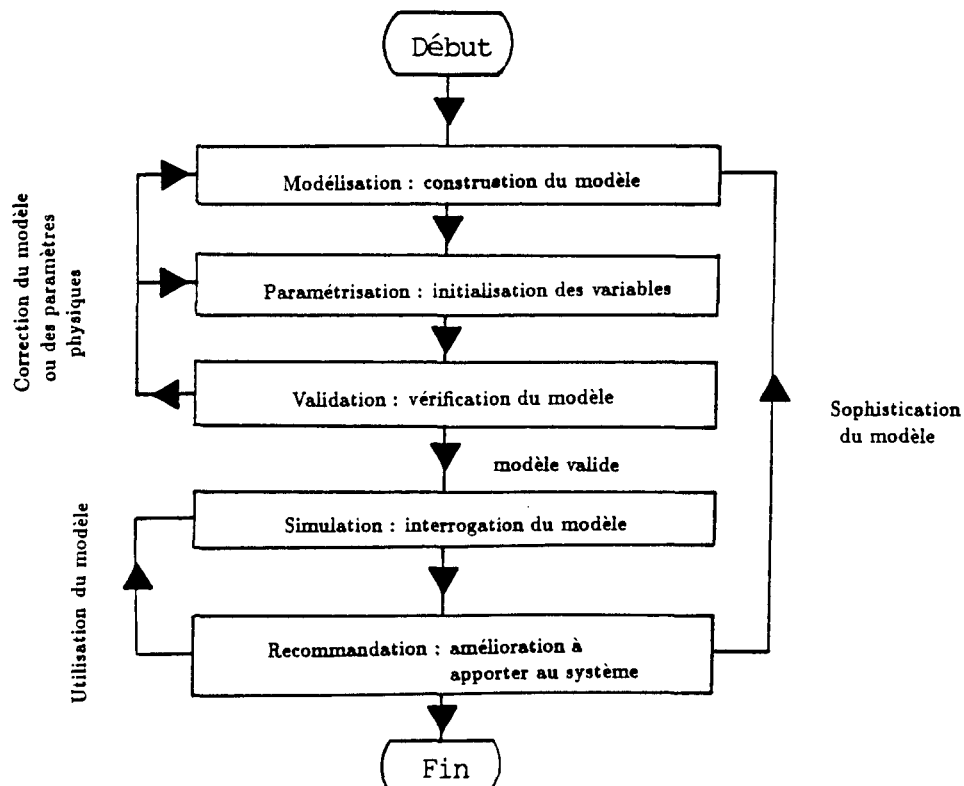 Début
Modélisation : construction du modèle
Paramétrisation : initialisation des variables
Validation : vérification du modèle
modèle valide
Simulation : interrogation du modèle
Recommandation : amélioration à
apporter au système
Fin
Correction du modèle
ou des paramètres
physiques
Utilisation du modèle
Sophistication
du modèle